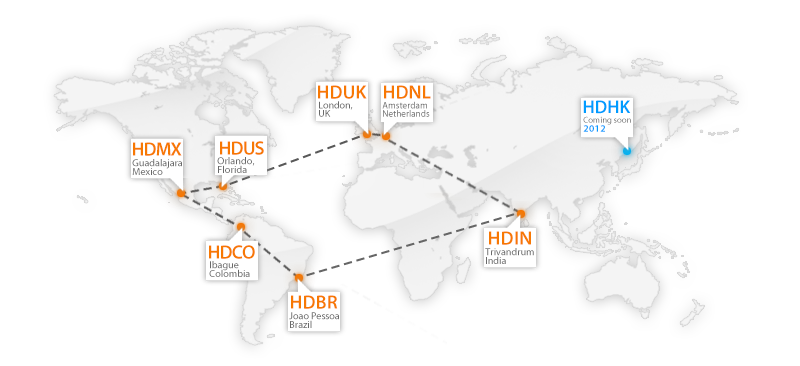 HDUK
London,
UK
HDNL
Amsterdam
Netherlands
HDHK
Coming soon
2012
HDMX
Guadalajara
Mexico
HDUS
Orlando,
Florida
HDCO
Ibague
Colombia
HDIN
Trivandrum
India
HDBR
Joao Pessoa
Brazil